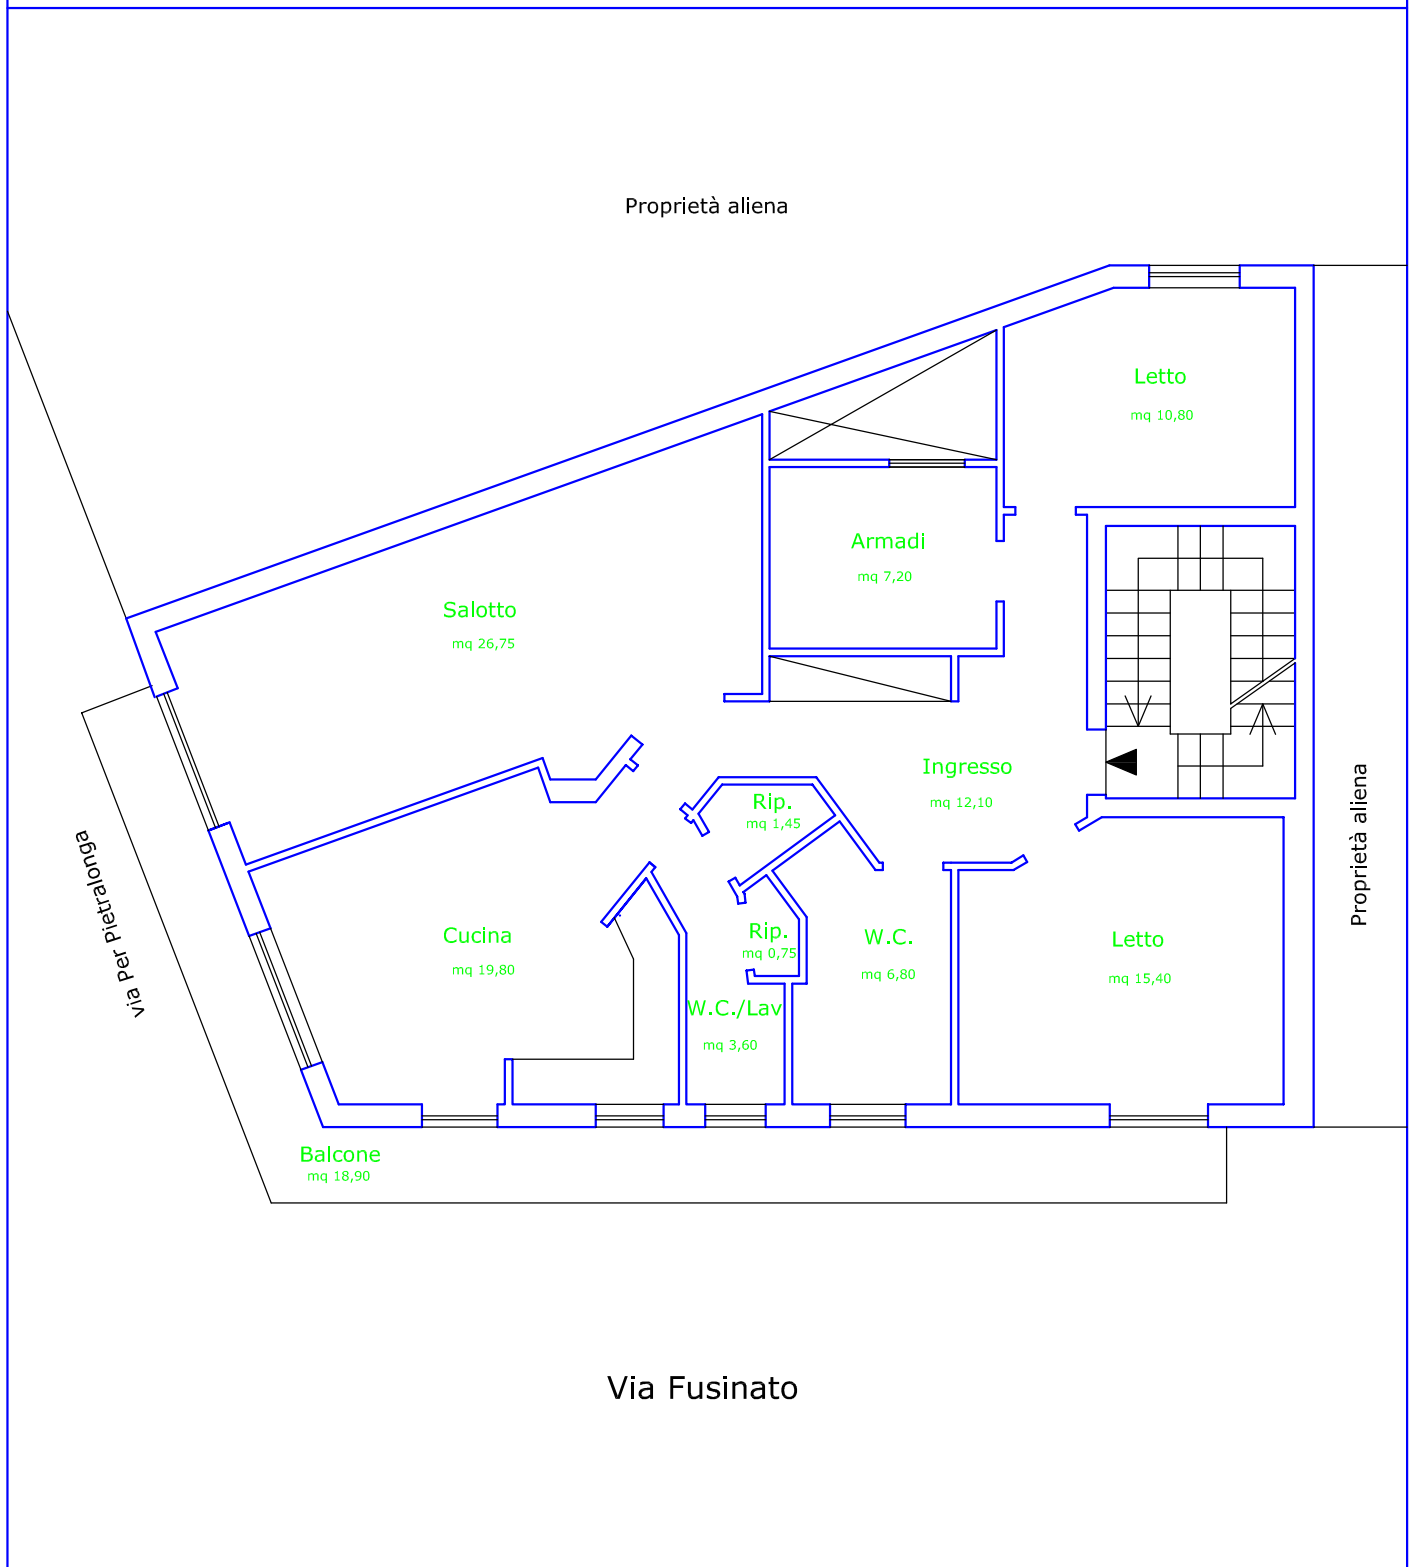 Proprietà aliena
Letto
mq 10,80
Armadi
mq 7,20
Salotto
mq 26,75
Ingresso
mq 12,10
Rip.
mq 1,45
Proprietà aliena
via Per Pietralonga
Cucina
mq 19,80
Rip.
mq 0,75
W.C.
mq 6,80
Letto
mq 15,40
W.C./Lav
mq 3,60
Balcone
mq 18,90
Via Fusinato